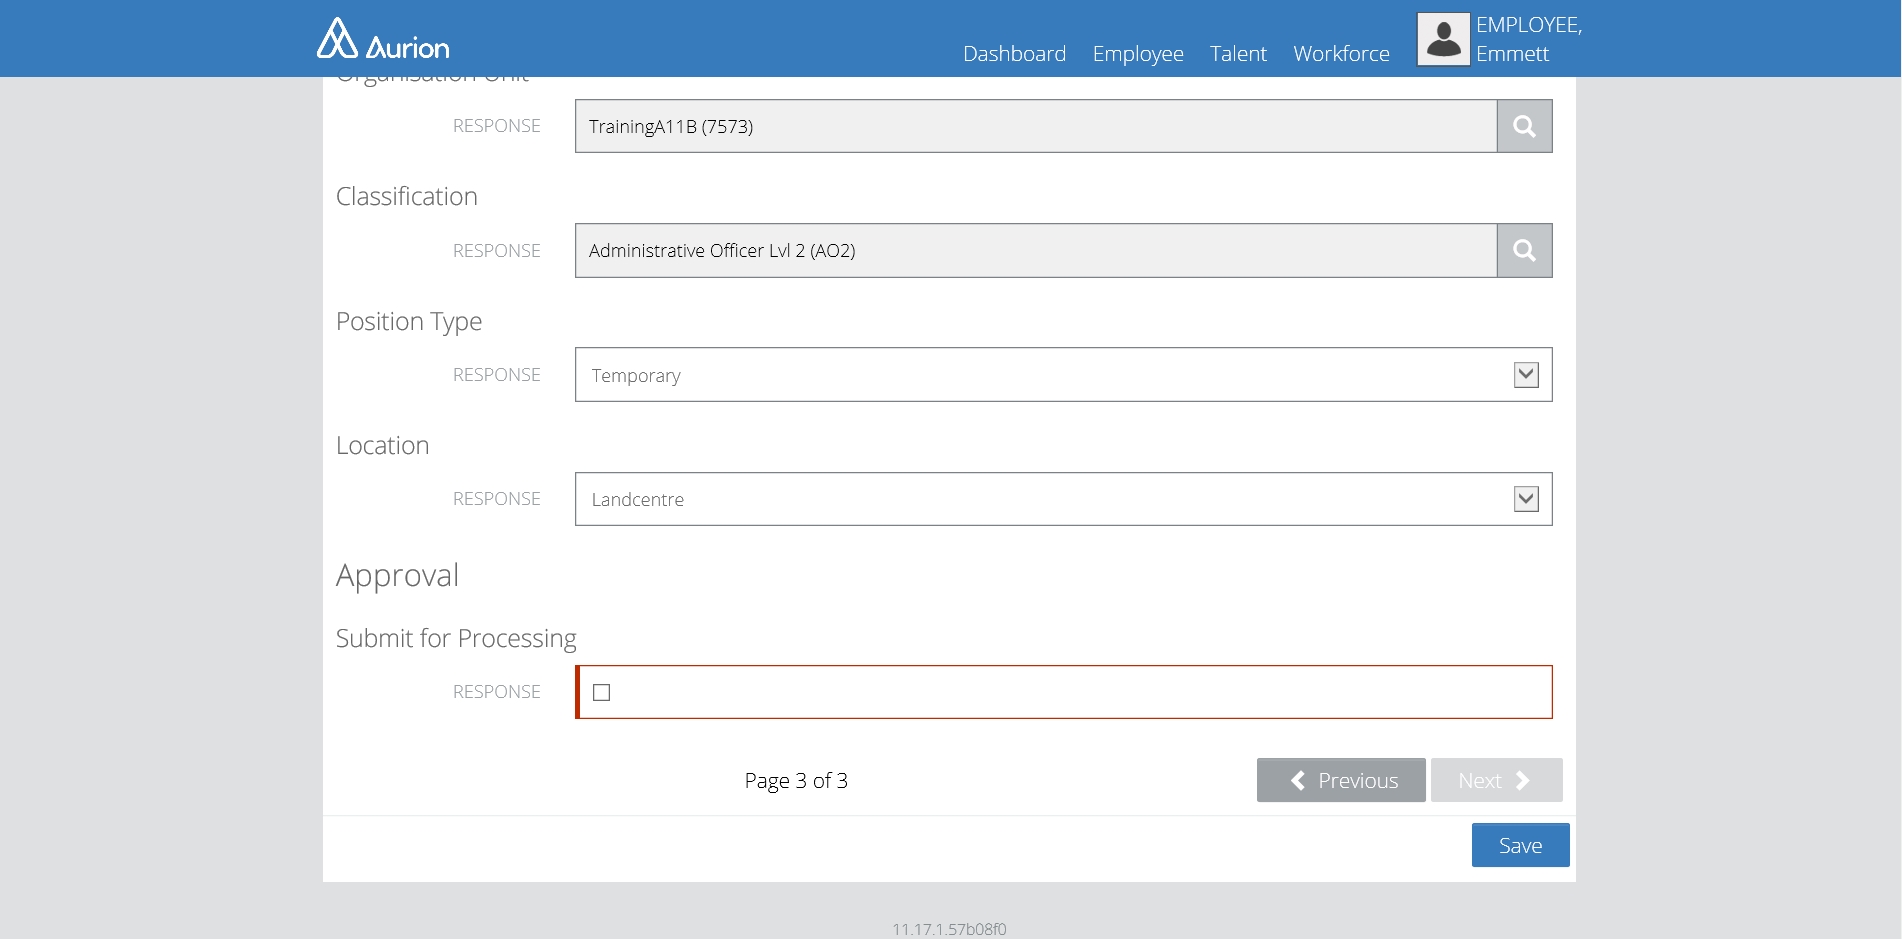 Aurion
Dashboard Employee Talent Workforce
EMPLOYEE,
Emmett
Organisation Unit
RESPONSE TrainingA11B (7573)
Classification
RESPONSE Administrative Officer Lvl 2 (AO2)
Position Type
RESPONSE Temporary
Location
RESPONSE Landcentre
Approval
Submit for Processing
RESPONSE
Page 3 of 3 Previous Next
Save
11.17.1.57b08f0